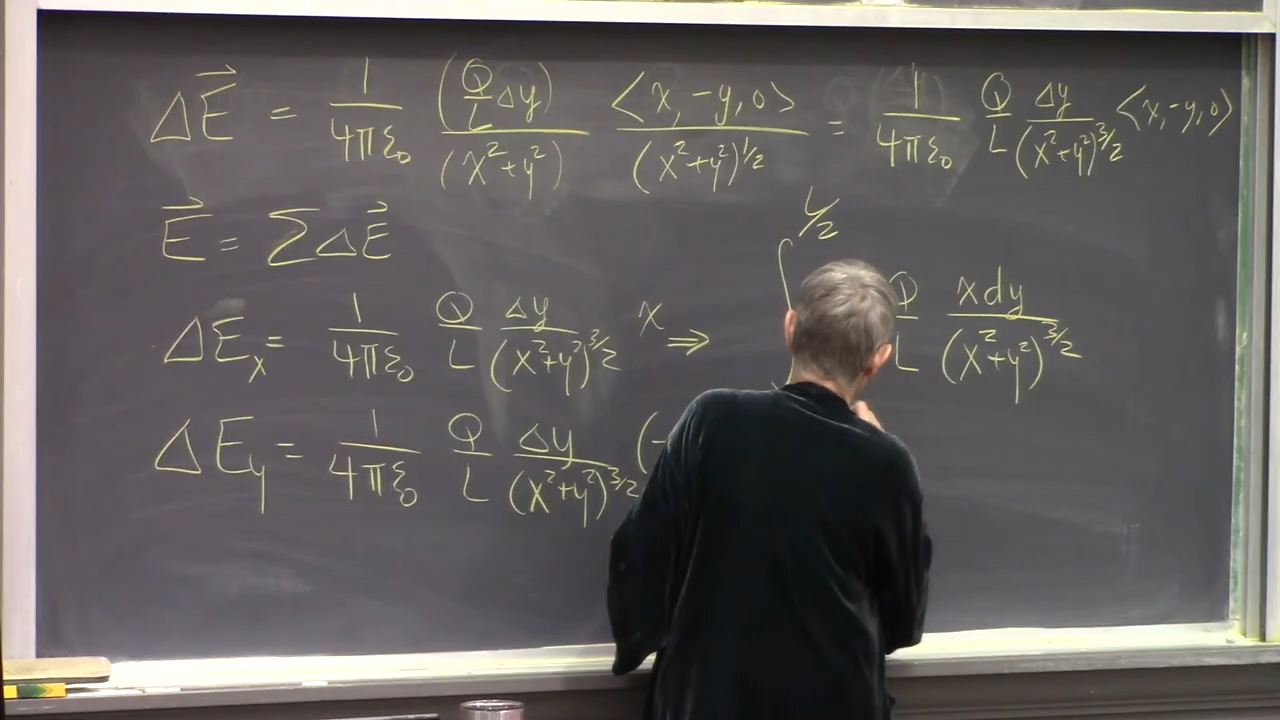 ΔE⃗ = 1/4πε₀ (Q/L Δy)/(x²+y²) <x,-y,0>/(x²+y²)^1/2 = 1/4πε₀ Q/L Δy/(x²+y²)^3/2 <x,-y,0>
E⃗ = ΣΔE⃗
ΔEₓ = 1/4πε₀ Q/L Δy/(x²+y²)^3/2 x ⇒ ∫ L/2 Q/L xdy/(x²+y²)^3/2
ΔE_y = 1/4πε₀ Q/L Δy/(x²+y²)^3/2 (-